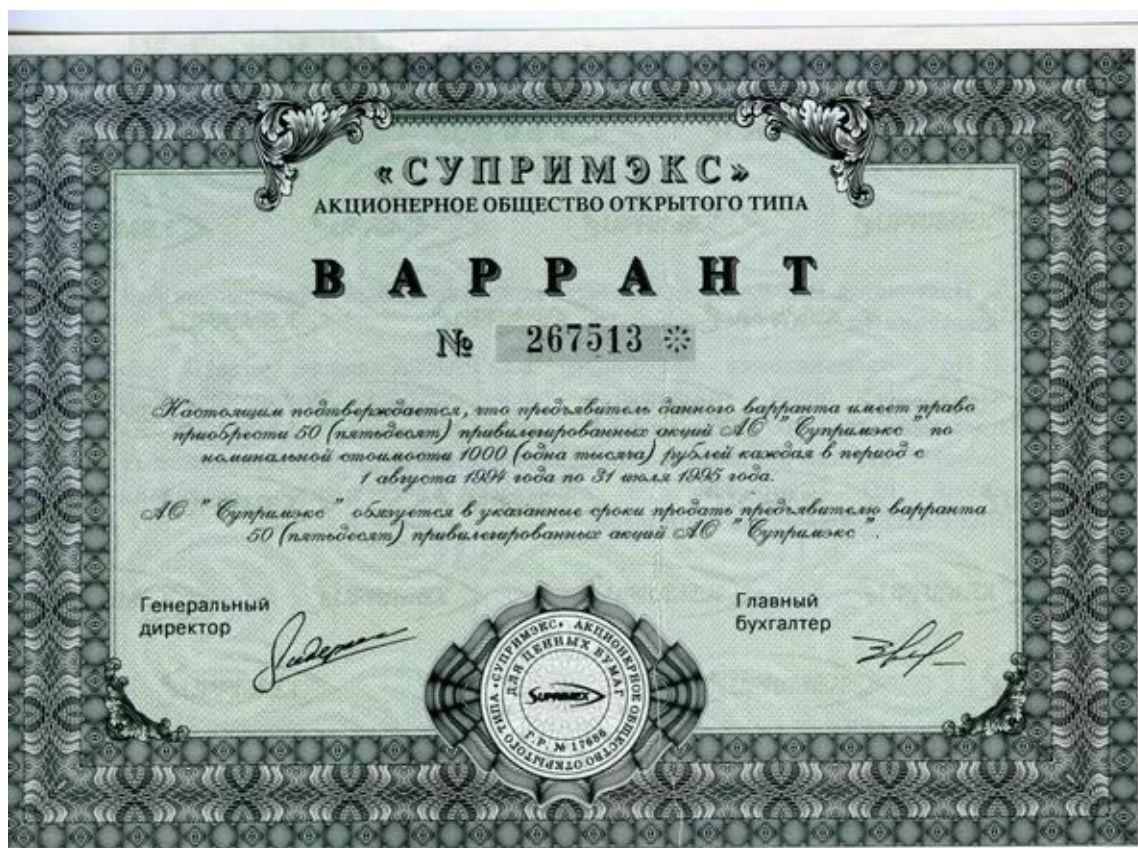 «СУПРИМЭКС»
АКЦИОНЕРНОЕ ОБЩЕСТВО ОТКРЫТОГО ТИПА
ВАРРАНТ
№ 267513
Настоящим подтверждается, что предъявитель данного варранта имеет право
приобрести 50 (пятьдесят) привилегированных акций АО "Супримэкс" по
номинальной стоимости 1000 (одна тысяча) рублей каждая в период с
1 августа 1994 года по 31 июля 1995 года.
АО "Супримэкс" обязуется в указанные сроки продать предъявителю варранта
50 (пятьдесят) привилегированных акций АО "Супримэкс".
Генеральный
директор
Главный
бухгалтер
АКЦИОНЕРНОЕ ОБЩЕСТВО ОТКРЫТОГО ТИПА «СУПРИМЭКС»
ДЛЯ ЦЕННЫХ БУМАГ
SUPRIMEX
Г.Р. № 17686